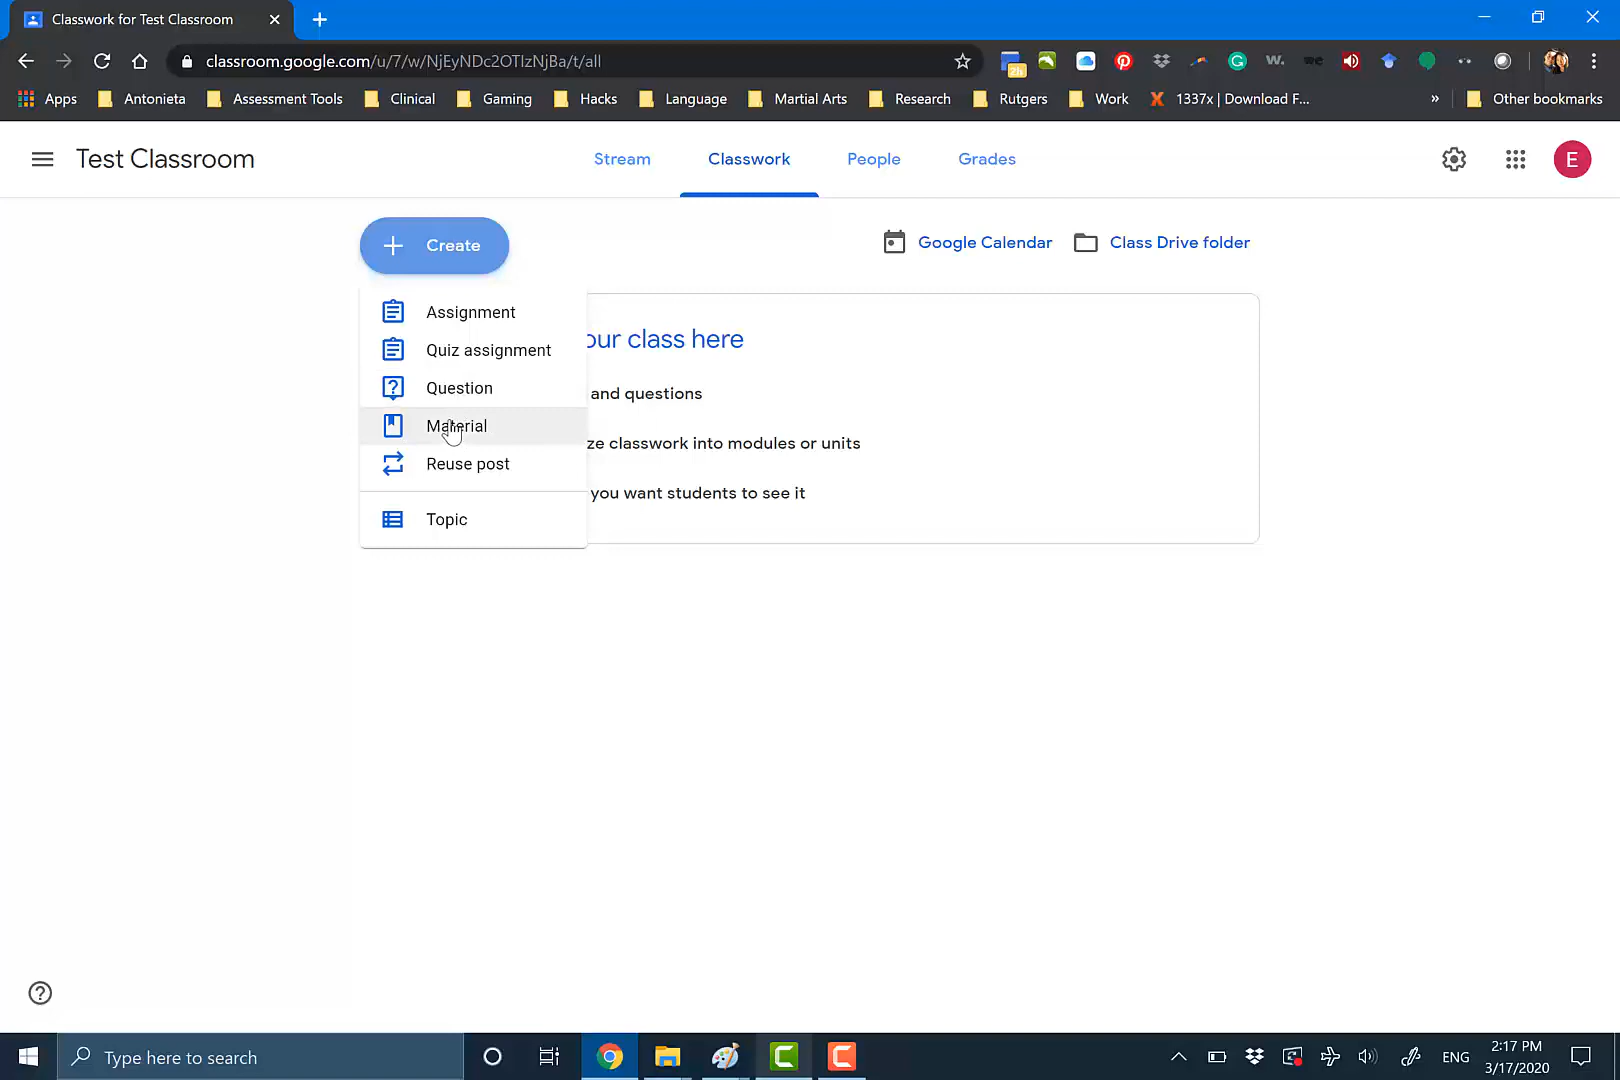 Classwork for Test Classroom
classroom.google.com/u/7/w/NjEyNDc2OTIzNjBa/t/all
2h
G
w.
we
Apps
Antonieta
Assessment Tools
Clinical
Gaming
Hacks
Language
Martial Arts
Research
Rutgers
Work
X
1337x | Download F...
»
Other bookmarks
Test Classroom
Stream
Classwork
People
Grades
E
+ Create
Google Calendar
Class Drive folder
Assignment
Quiz assignment
our class here
Question
and questions
Material
ze classwork into modules or units
Reuse post
you want students to see it
Topic
?
Type here to search
C
C
ENG
2:17 PM
3/17/2020